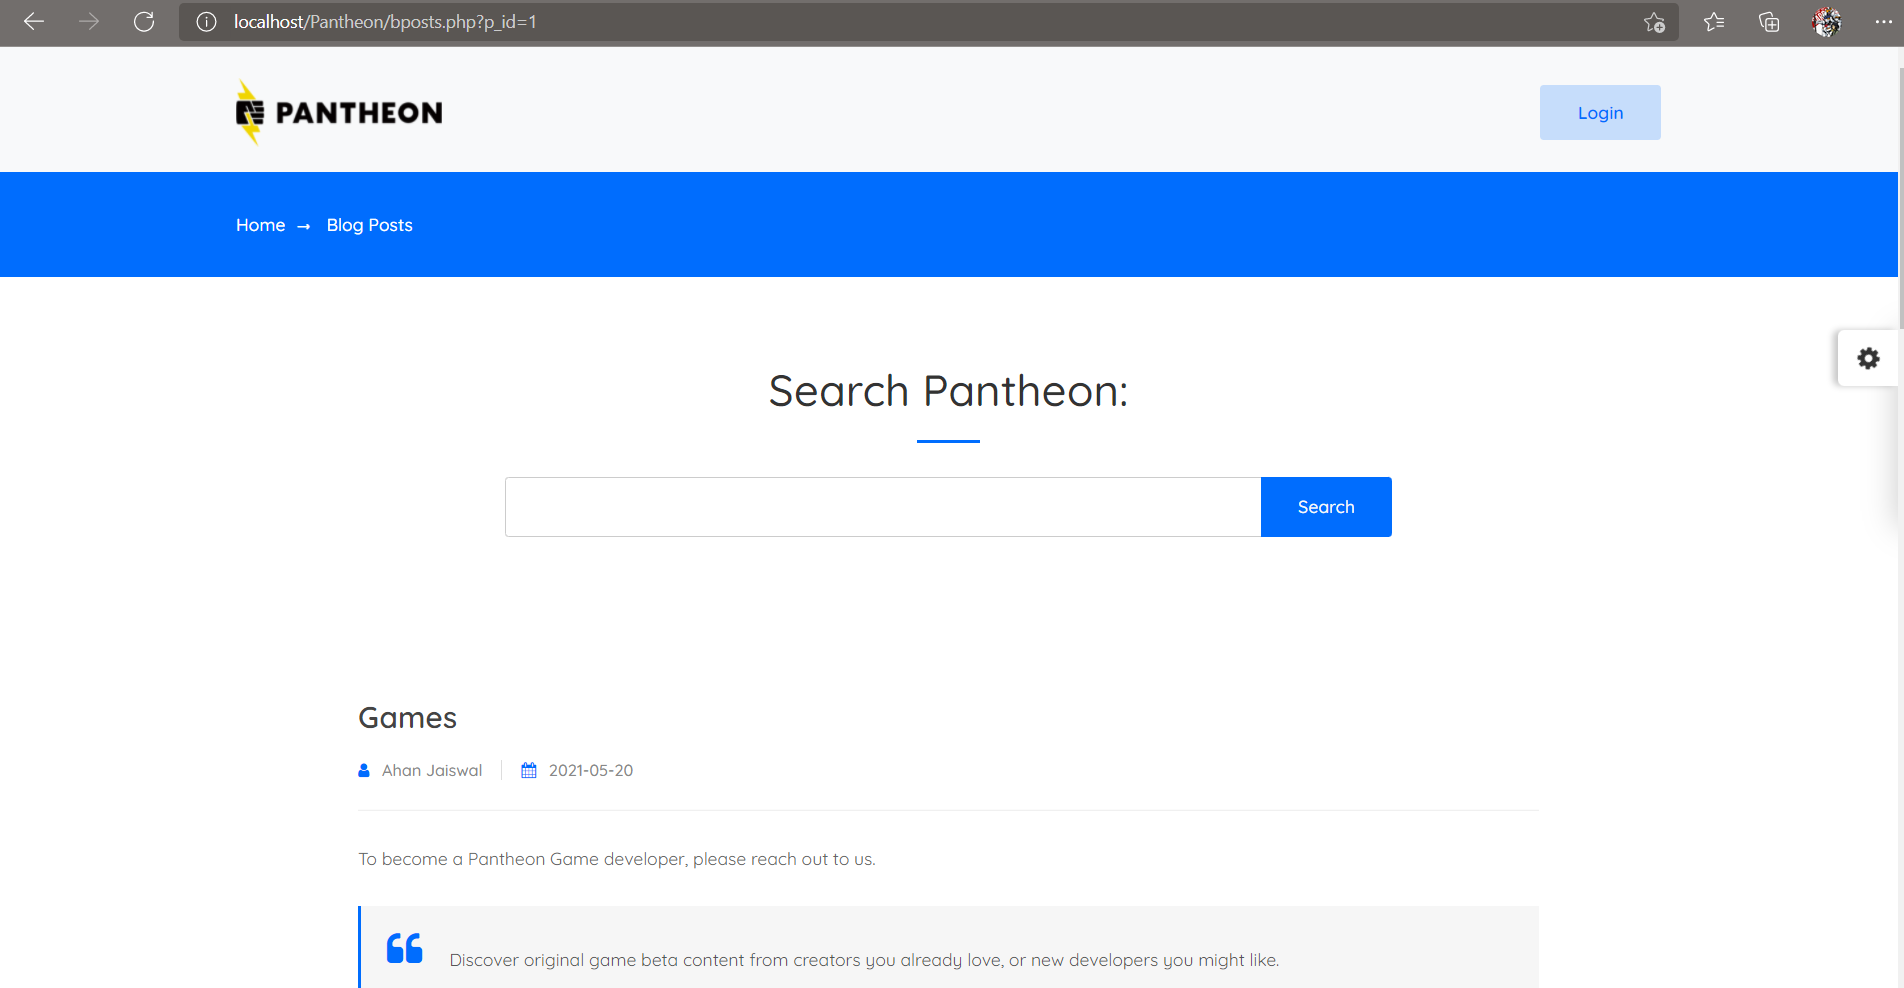 localhost/Pantheon/bposts.php?p_id=1
PANTHEON
Login
Home → Blog Posts
Search Pantheon:
Search
Games
Ahan Jaiswal 2021-05-20
To become a Pantheon Game developer, please reach out to us.
Discover original game beta content from creators you already love, or new developers you might like.